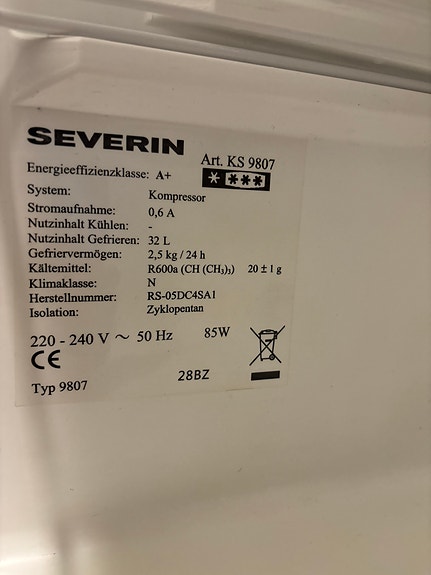 SEVERIN
Art. KS 9807
Energieeffizienzklasse: A+
System: Kompressor
Stromaufnahme: 0,6 A
Nutzinhalt Kühlen: -
Nutzinhalt Gefrieren: 32 L
Gefriervermögen: 2,5 kg / 24 h
Kältemittel: R600a (CH (CH₃)₃) 20 ± 1 g
Klimaklasse: N
Herstellnummer: RS-05DC4SA1
Isolation: Zyklopentan
220 - 240 V ~ 50 Hz 85W
CE
Typ 9807
28BZ